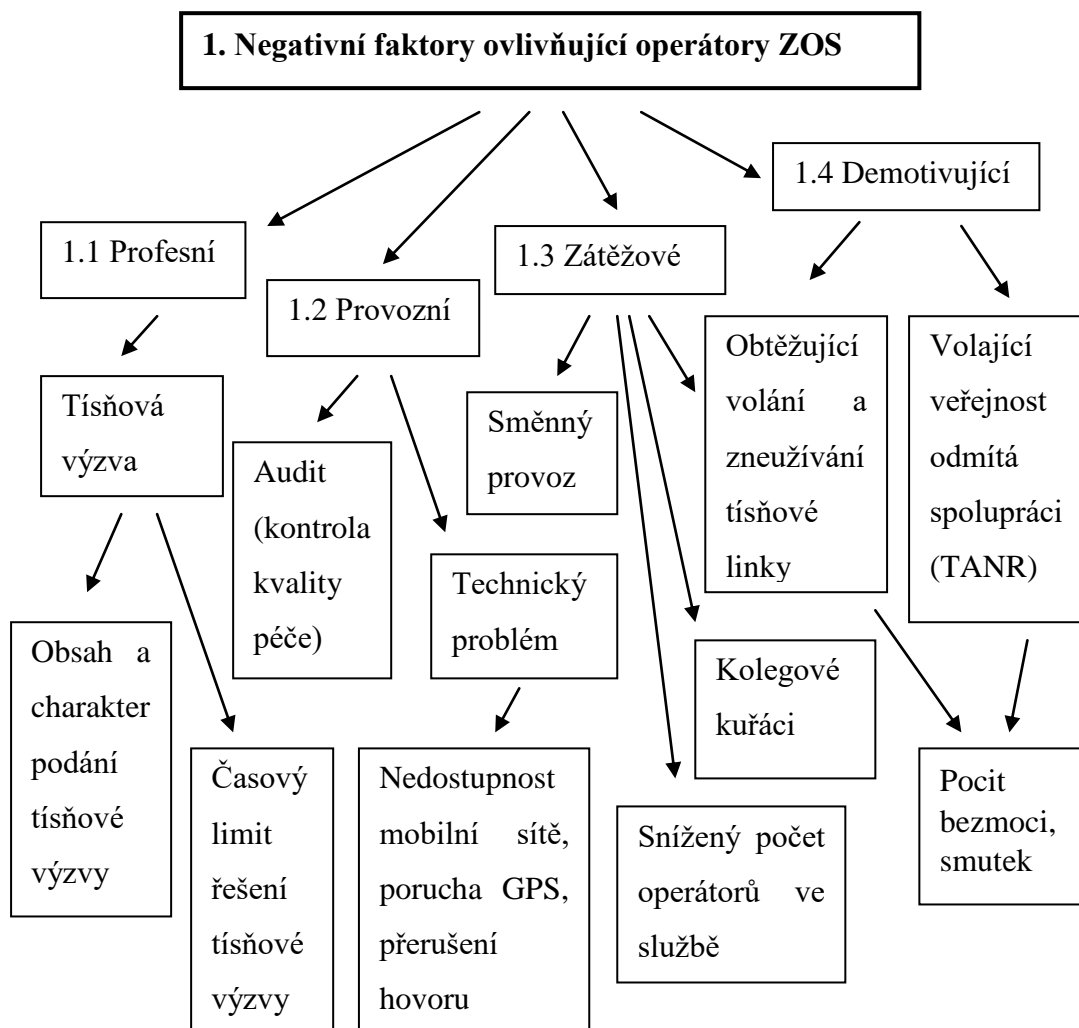 1. Negativní faktory ovlivňující operátory ZOS
1.4 Demotivující
1.1 Profesní
1.3 Zátěžové
1.2 Provozní
Tísňová
výzva
Audit
(kontrola
kvality
péče)
Směnný
provoz
Obtěžující
volání a
zneužívání
tísňové
linky
Volající
veřejnost
odmítá
spolupráci
(TANR)
Technický
problém
Obsah a
charakter
podání
tísňové
výzvy
Časový
limit
řešení
tísňové
výzvy
Nedostupnost
mobilní sítě,
porucha GPS,
přerušení
hovoru
Kolegové
kuřáci
Snížený počet
operátorů ve
službě
Pocit
bezmoci,
smutek